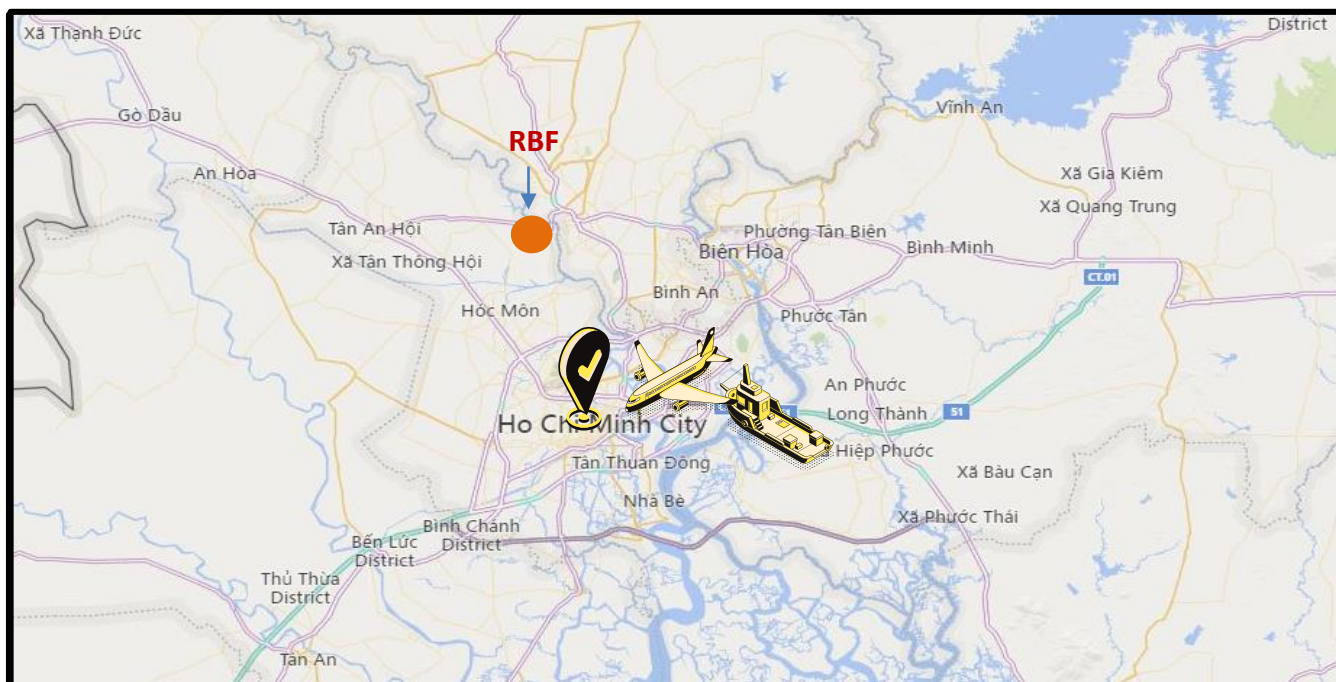 District
Xã Thạnh Đức
Gò Dầu
Vĩnh An
RBF
An Hòa
Xã Gia Kiêm
Xã Quang Trung
Tân An Hội
Phường Tân Biên
Biên Hòa
Bình Minh
Xã Tân Thông Hội
CT.01
Bình An
Hóc Môn
Phước Tân
An Phước
Long Thành
51
Ho Chi Minh City
Hiệp Phước
Tân Thuan Đông
Xã Bàu Cạn
Nhà Bè
Xã Phước Thái
Bình Chánh
District
Bến Lức
District
Thủ Thừa
District
Tân An